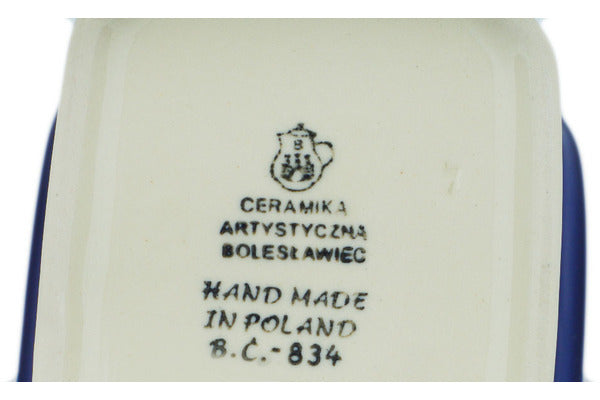 B
CERAMIKA
ARTYSTYCZNA
BOLESŁAWIEC
HAND MADE
IN POLAND
B.C.-834